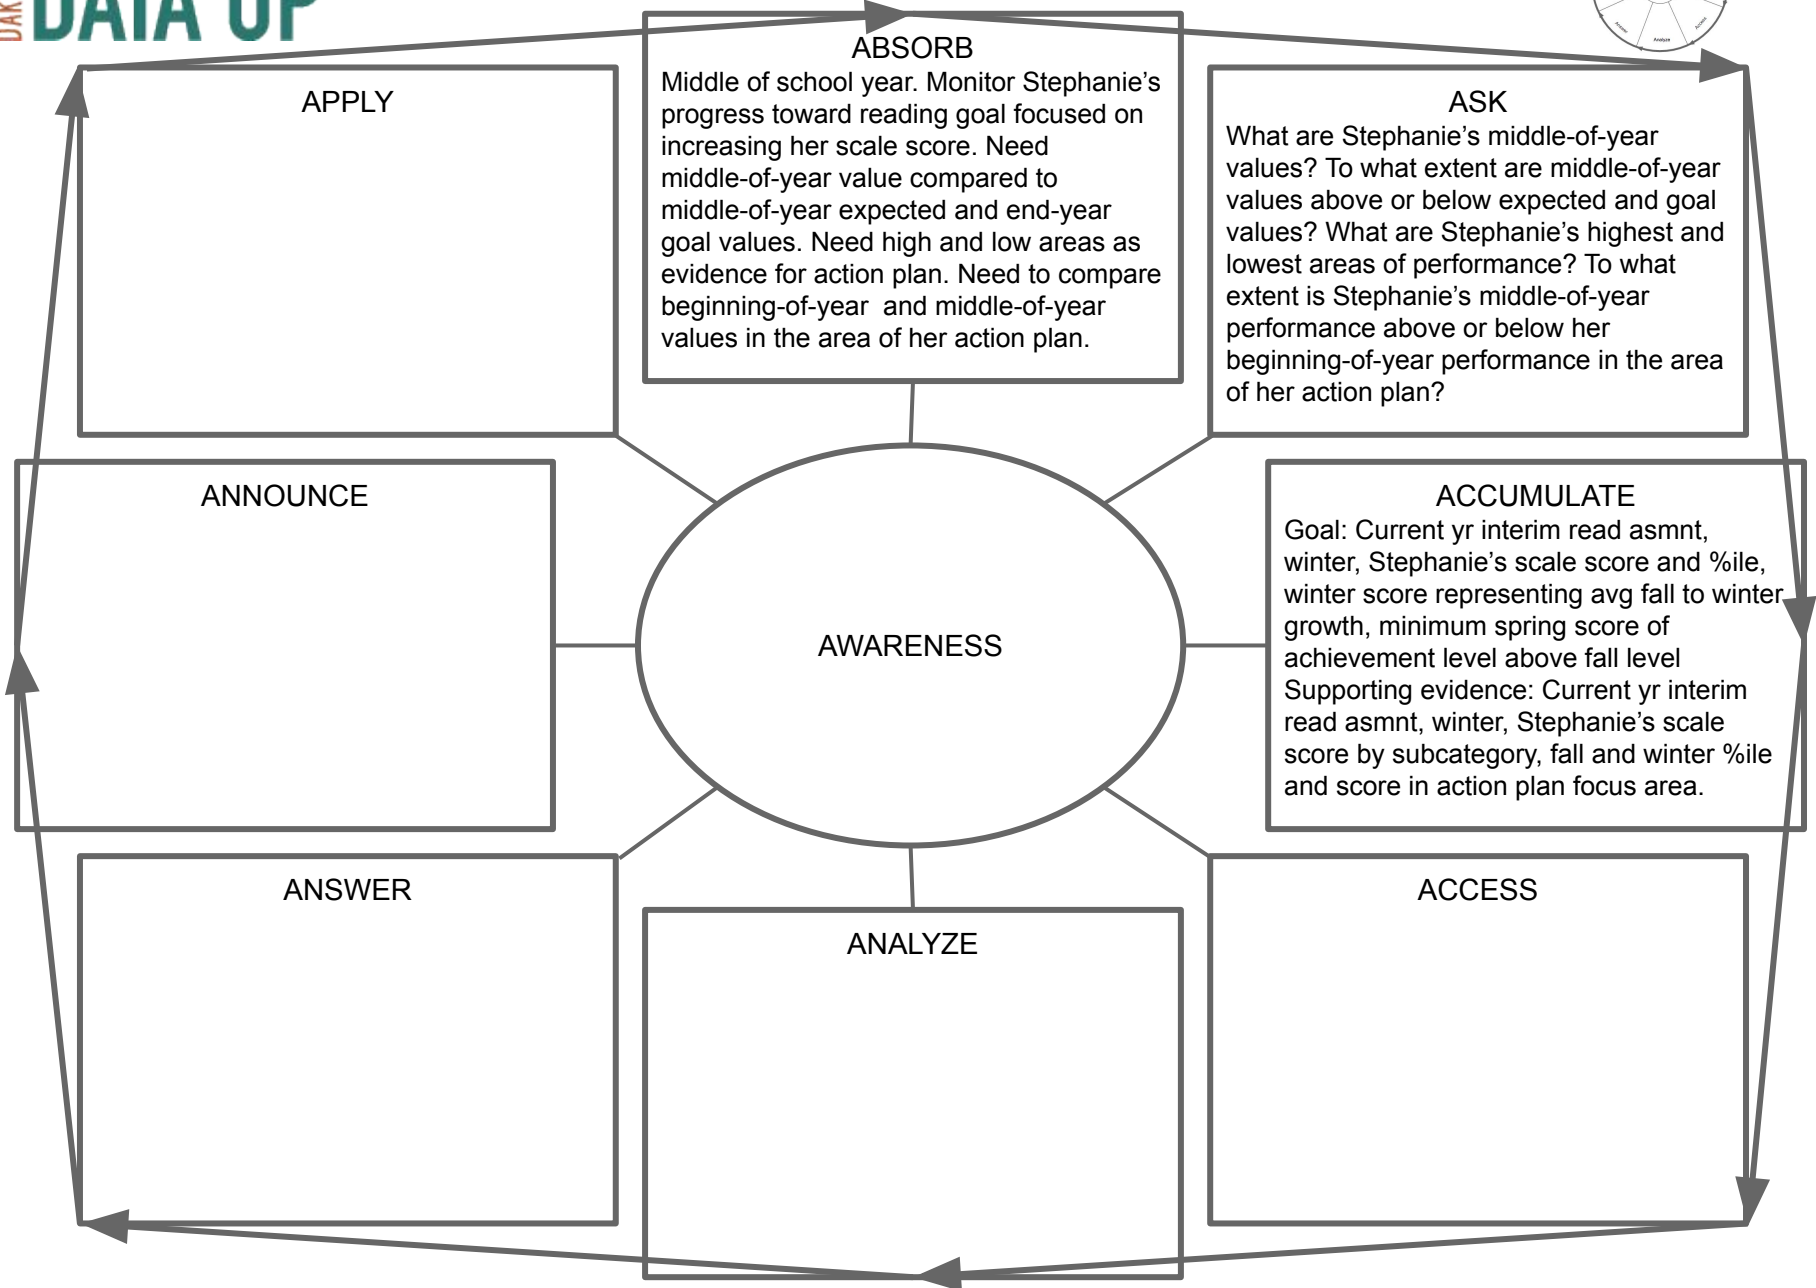 DAK
DATA UP
Answer
Analyze
Access
ABSORB
Middle of school year. Monitor Stephanie’s
progress toward reading goal focused on
increasing her scale score. Need
middle-of-year value compared to
middle-of-year expected and end-year
goal values. Need high and low areas as
evidence for action plan. Need to compare
beginning-of-year and middle-of-year
values in the area of her action plan.
APPLY
ASK
What are Stephanie’s middle-of-year
values? To what extent are middle-of-year
values above or below expected and goal
values? What are Stephanie’s highest and
lowest areas of performance? To what
extent is Stephanie’s middle-of-year
performance above or below her
beginning-of-year performance in the area
of her action plan?
ANNOUNCE
AWARENESS
ACCUMULATE
Goal: Current yr interim read asmnt,
winter, Stephanie’s scale score and %ile,
winter score representing avg fall to winter
growth, minimum spring score of
achievement level above fall level
Supporting evidence: Current yr interim
read asmnt, winter, Stephanie’s scale
score by subcategory, fall and winter %ile
and score in action plan focus area.
ANSWER
ANALYZE
ACCESS